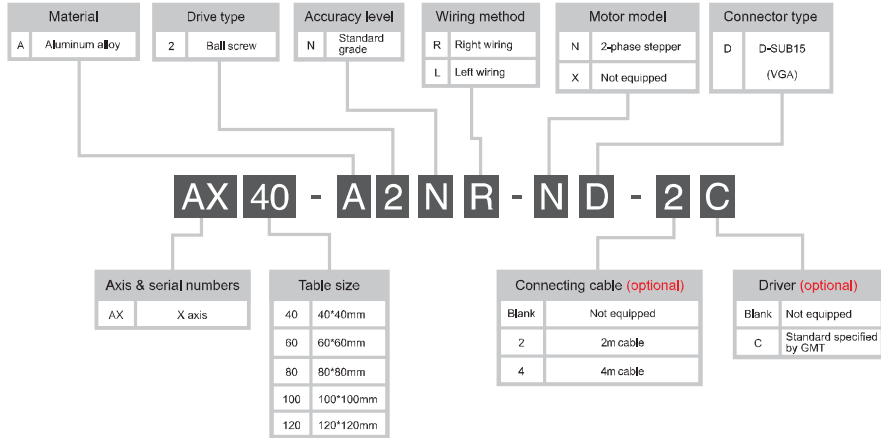 Material
A Aluminum alloy
Drive type
2 Ball screw
Accuracy level
N Standard
grade
Wiring method
R Right wiring
L Left wiring
Motor model
N 2-phase stepper
X Not equipped
Connector type
D D-SUB15
(VGA)
AX 40 - A 2 N R - N D - 2 C
Axis & serial numbers
AX X axis
Table size
40 40*40mm
60 60*60mm
80 80*80mm
100 100*100mm
120 120*120mm
Connecting cable (optional)
Blank Not equipped
2 2m cable
4 4m cable
Driver (optional)
Blank Not equipped
C Standard specified
by GMT